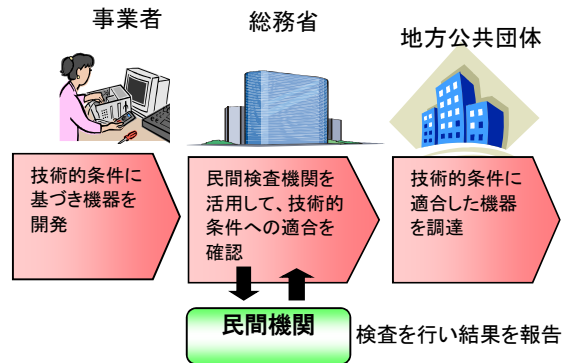 事業者
総務省
地方公共団体
技術的条件に
基づき機器を
開発
民間検査機関を
活用して、技術的
条件への適合を
確認
技術的条件に
適合した機器
を調達
民間機関
検査を行い結果を報告